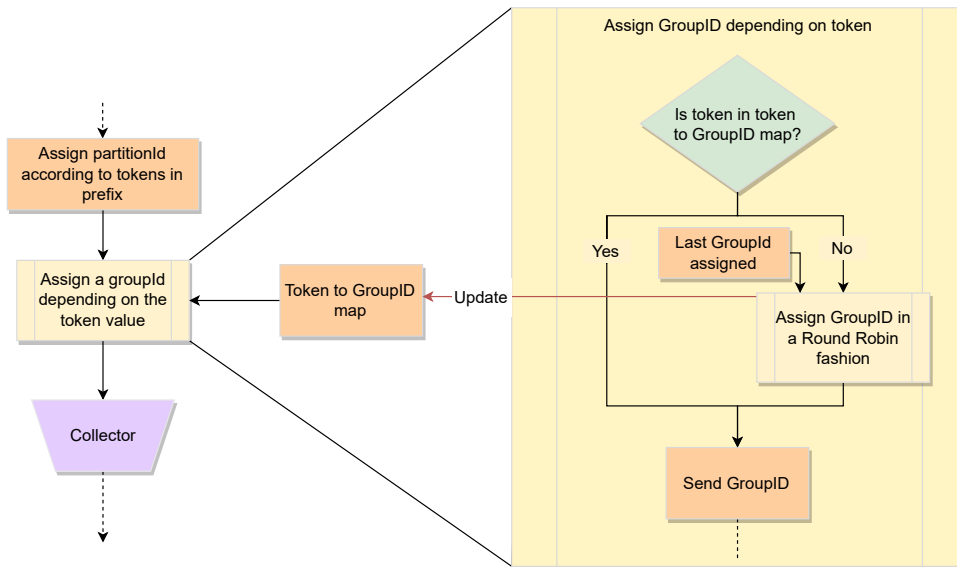 Assign GroupID depending on token
Is token in token
to GroupID map?
Assign partitionId
according to tokens in
prefix
Yes
Last GroupId
assigned
No
Assign a groupId
depending on the
token value
Token to GroupID
map
Update
Assign GroupID in
a Round Robin
fashion
Collector
Send GroupID